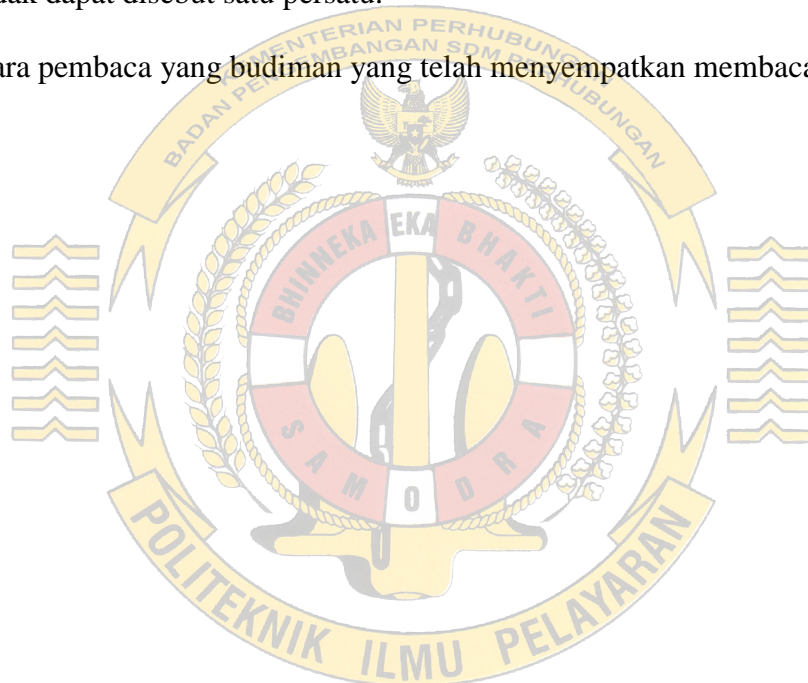 dak dapat disebut satu persatu.
KEMENTERIAN PERHUBUNGAN
BADAN PENGEMBANGAN SDM PERHUBUNGAN
ara pembaca yang budiman yang telah menyempatkan membaca
BHINNEKA EKA BHAKTI
SAMODRA
POLITEKNIK ILMU PELAYARAN